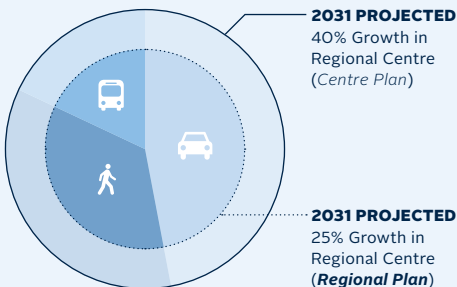 2031 PROJECTED
40% Growth in
Regional Centre
(Centre Plan)
2031 PROJECTED
25% Growth in
Regional Centre
(Regional Plan)